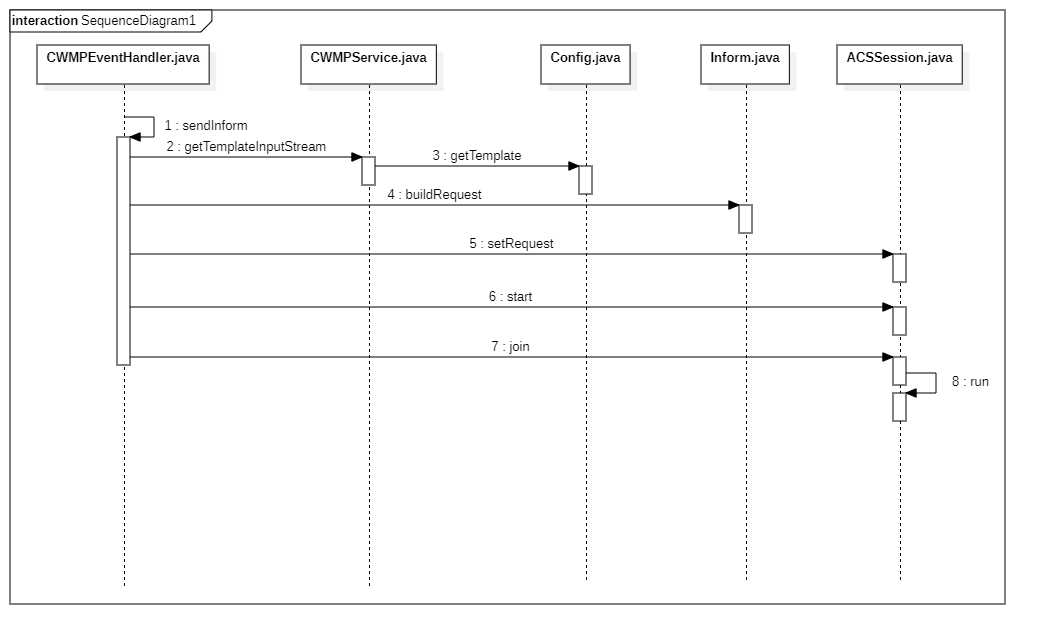 interaction SequenceDiagram1
CWMPEventHandler.java
CWMPService.java
Config.java
Inform.java
ACSSession.java
1 : sendInform
2 : getTemplateInputStream
3 : getTemplate
4 : buildRequest
5 : setRequest
6 : start
7 : join
8 : run